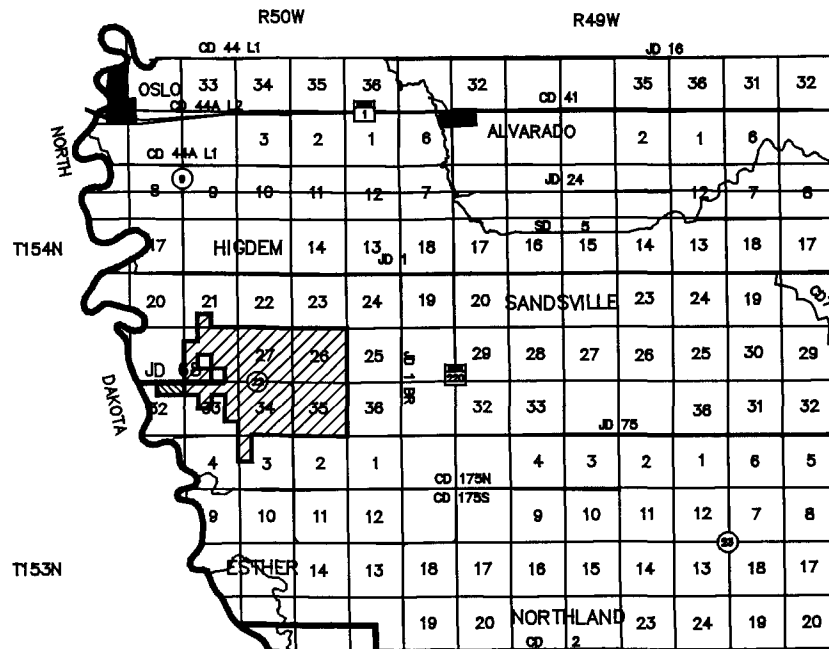 R50W R49W
CD 44 L1 JD 16
OSLO 33 34 35 36 32 35 36 31 32
CD 44A L2 CD 41
1
3 2 1 6 ALVARADO 2 1 6
NORTH
CD 44A L1
8 9 10 11 12 7 JD 24 12 7 8
SD 5
T154N 17 HIGDEM 14 13 18 17 16 15 14 13 18 17
JD 1
20 21 22 23 24 19 20 SANDSVILLE 23 24 19 CD
27 26 25 JD 1 BR 29 28 27 26 25 30 29
JD
22 220
DAKOTA
32 33 34 35 36 32 33 36 31 32
JD 75
4 3 2 1 4 3 2 1 6 5
CD 175N
CD 175S
9 10 11 12 9 10 11 12 7 8
T153N ESTHER 14 13 18 17 16 15 14 13 18 17
19 20 NORTHLAND 23 24 19 20
CD 2